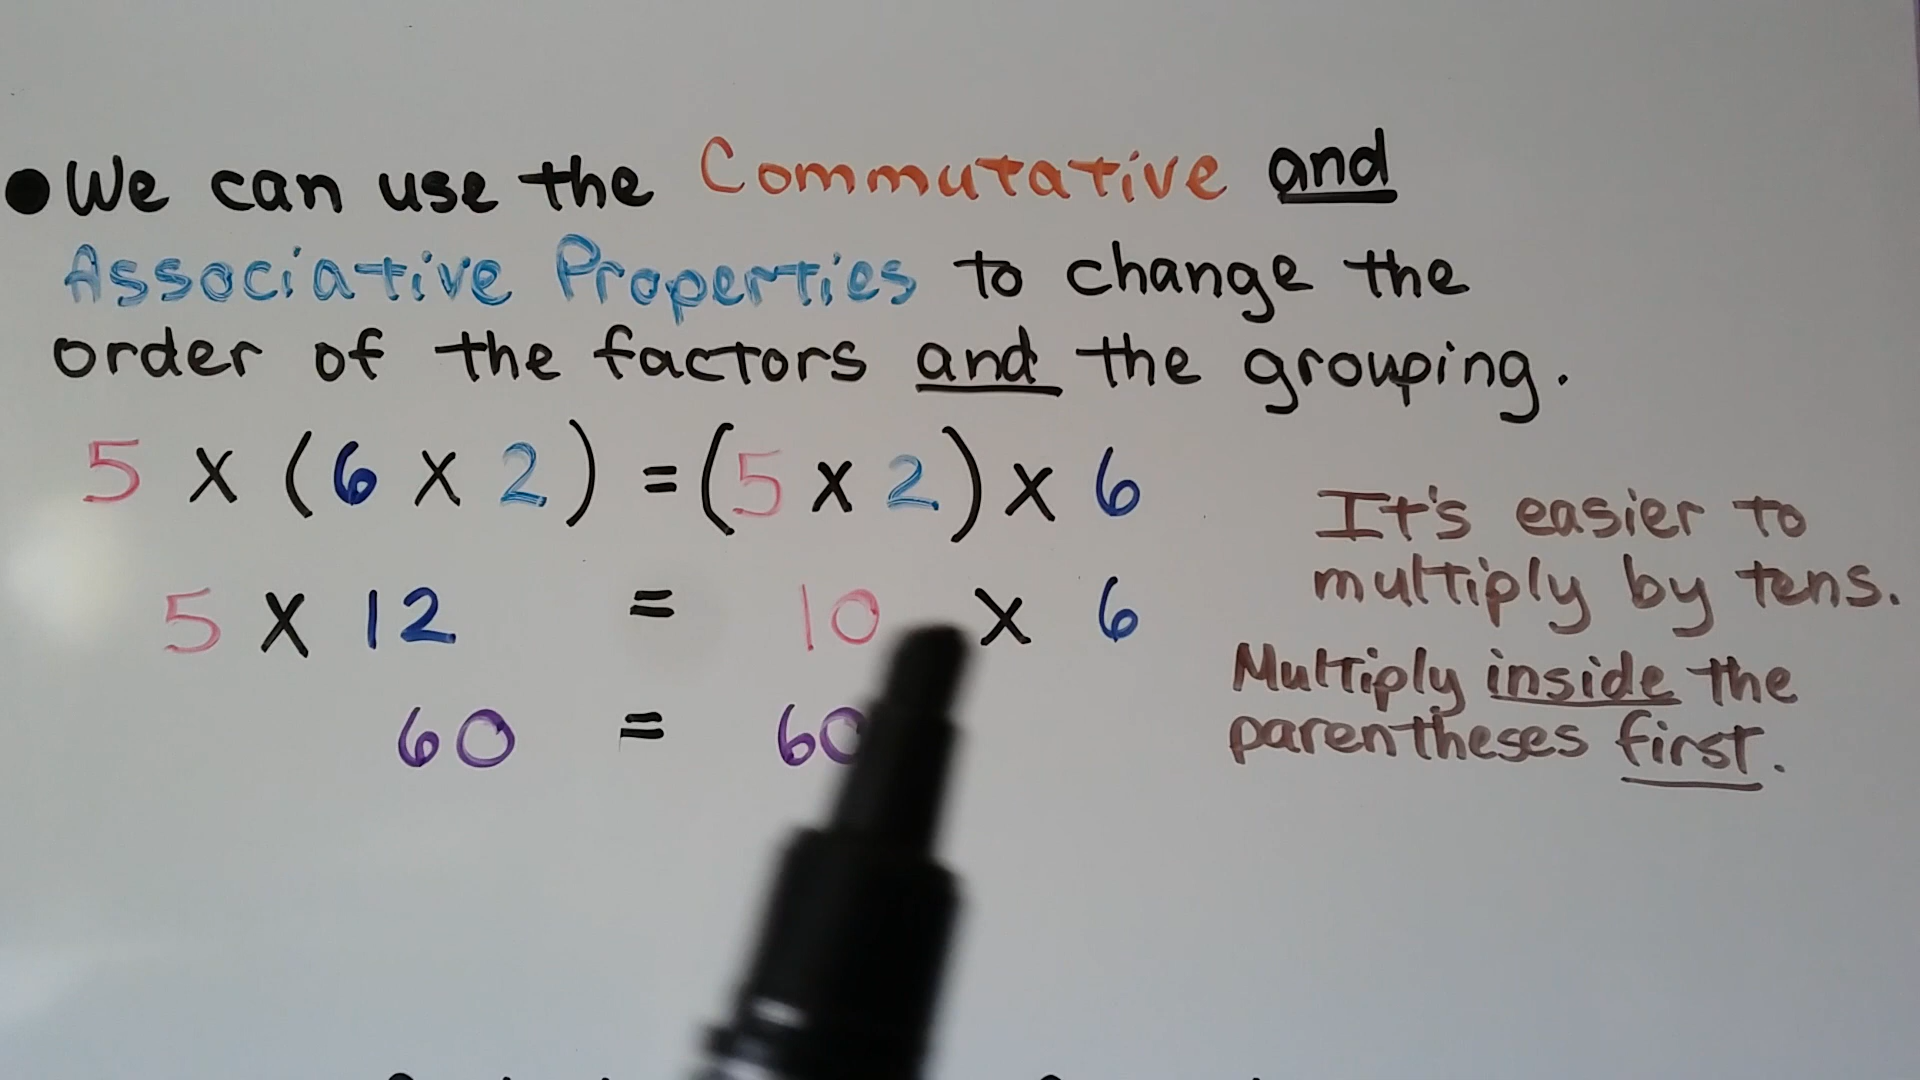 • We can use the Commutative and
Associative Properties to change the
order of the factors and the grouping.
5 x (6 x 2) = (5 x 2) x 6
5 x 12 = 10 x 6
60 = 60
It's easier to
multiply by tens.
Multiply inside the
parentheses first.